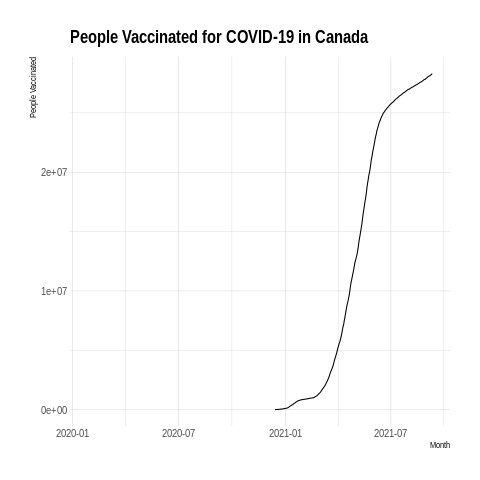 People Vaccinated for COVID-19 in Canada
People Vaccinated
2e+07
1e+07
0e+00
2020-01 2020-07 2021-01 2021-07
Month